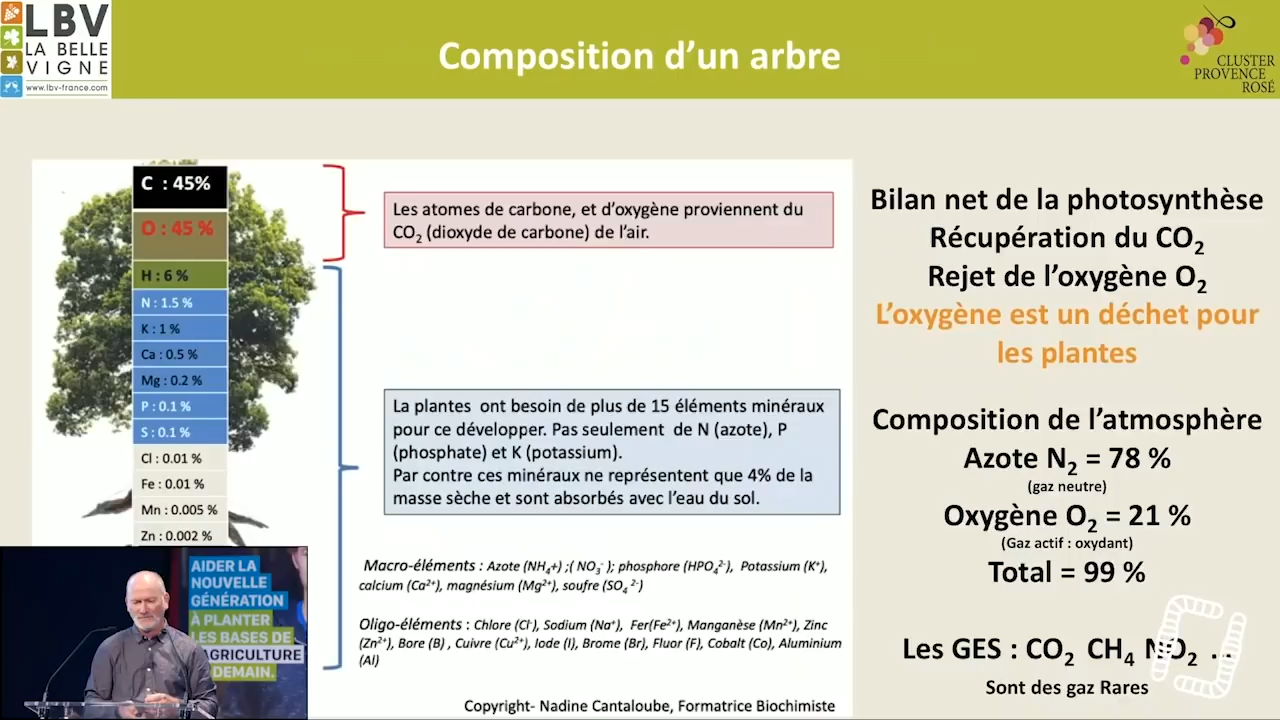 LBV
LA BELLE
VIGNE
www.lbv-france.com
Composition d’un arbre
CLUSTER
PROVENCE
ROSÉ
C : 45%
O : 45 %
H : 6 %
N : 1.5 %
K : 1 %
Ca : 0.5 %
Mg : 0.2 %
P : 0.1 %
S : 0.1 %
Cl : 0.01 %
Fe : 0.01 %
Mn : 0.005 %
Zn : 0.002 %
Les atomes de carbone, et d’oxygène proviennent du
CO2 (dioxyde de carbone) de l’air.
La plantes ont besoin de plus de 15 éléments minéraux
pour ce développer. Pas seulement de N (azote), P
(phosphate) et K (potassium).
Par contre ces minéraux ne représentent que 4% de la
masse sèche et sont absorbés avec l’eau du sol.
Macro-éléments : Azote (NH4+) ;( NO3- ); phosphore (HPO4 2-), Potassium (K+),
calcium (Ca2+), magnésium (Mg2+), soufre (SO4 2-)
Oligo-éléments : Chlore (Cl-), Sodium (Na+), Fer(Fe2+), Manganèse (Mn2+), Zinc
(Zn2+), Bore (B) , Cuivre (Cu2+), Iode (I), Brome (Br), Fluor (F), Cobalt (Co), Aluminium
(Al)
Copyright- Nadine Cantaloube, Formatrice Biochimiste
Bilan net de la photosynthèse
Récupération du CO2
Rejet de l’oxygène O2
L’oxygène est un déchet pour
les plantes
Composition de l’atmosphère
Azote N2 = 78 %
(gaz neutre)
Oxygène O2 = 21 %
(Gaz actif : oxydant)
Total = 99 %
Les GES : CO2 CH4 NO2 ...
Sont des gaz Rares
AIDER LA
NOUVELLE
GÉNÉRATION
À PLANTER
LES BASES DE
L'AGRICULTURE
DEMAIN.